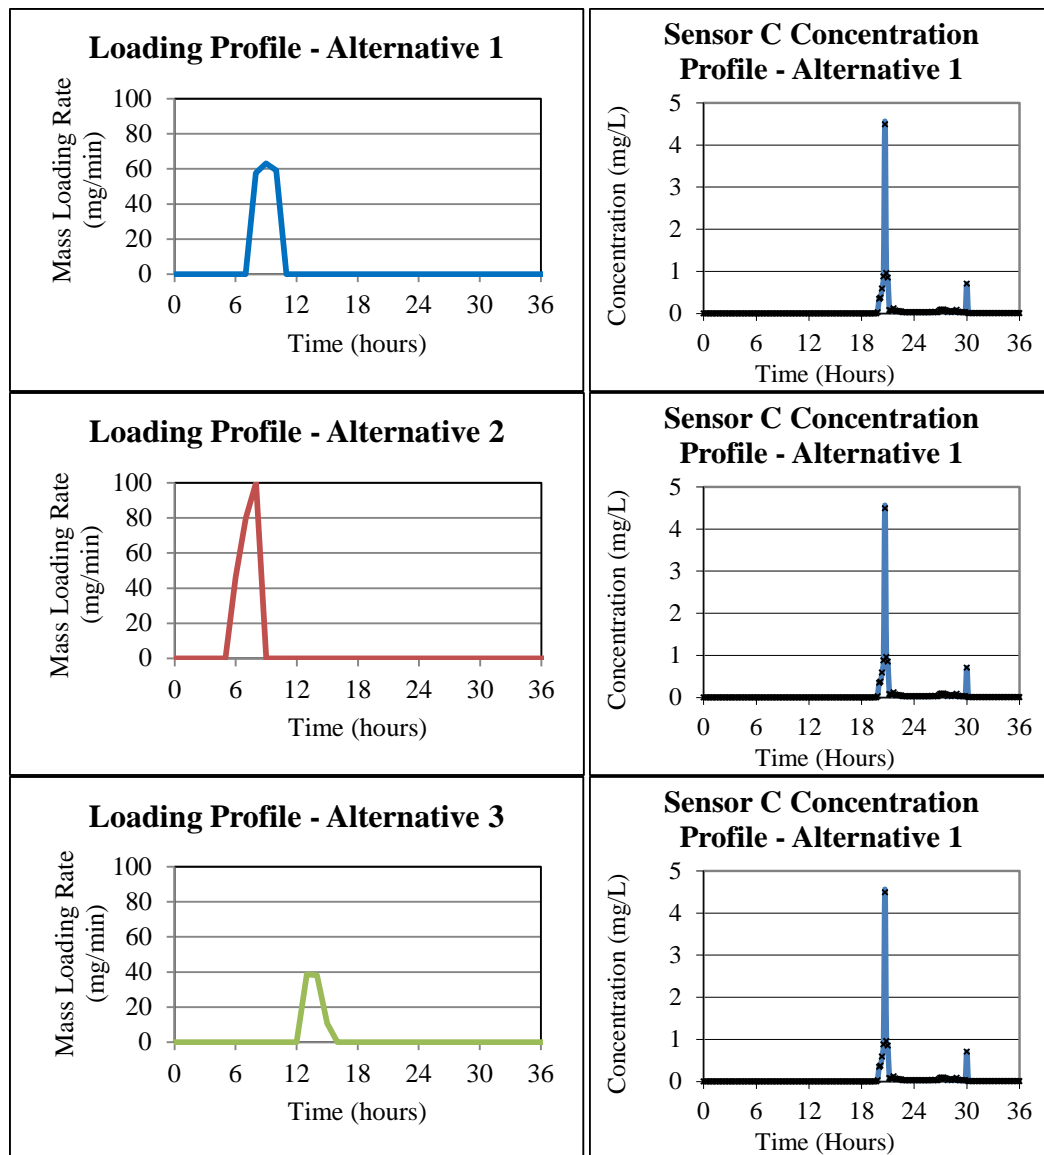 Loading Profile - Alternative 1
Mass Loading Rate
(mg/min)
100
80
60
40
20
0
0 6 12 18 24 30 36
Time (hours)
Sensor C Concentration
Profile - Alternative 1
Concentration (mg/L)
5
4
3
2
1
0
0 6 12 18 24 30 36
Time (Hours)
Loading Profile - Alternative 2
Mass Loading Rate
(mg/min)
100
80
60
40
20
0
0 6 12 18 24 30 36
Time (hours)
Sensor C Concentration
Profile - Alternative 1
Concentration (mg/L)
5
4
3
2
1
0
0 6 12 18 24 30 36
Time (Hours)
Loading Profile - Alternative 3
Mass Loading Rate
(mg/min)
100
80
60
40
20
0
0 6 12 18 24 30 36
Time (hours)
Sensor C Concentration
Profile - Alternative 1
Concentration (mg/L)
5
4
3
2
1
0
0 6 12 18 24 30 36
Time (Hours)